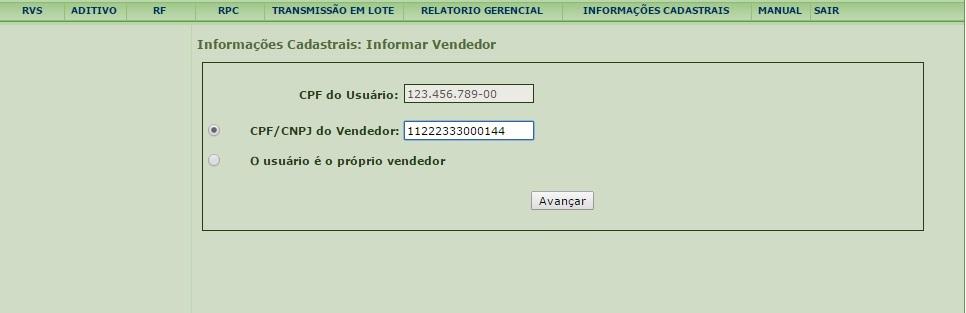 RVS ADITIVO RF RPC TRANSMISSÃO EM LOTE RELATORIO GERENCIAL INFORMAÇÕES CADASTRAIS MANUAL SAIR
Informações Cadastrais: Informar Vendedor
CPF do Usuário: 123.456.789-00
CPF/CNPJ do Vendedor: 11222333000144
O usuário é o próprio vendedor
Avançar